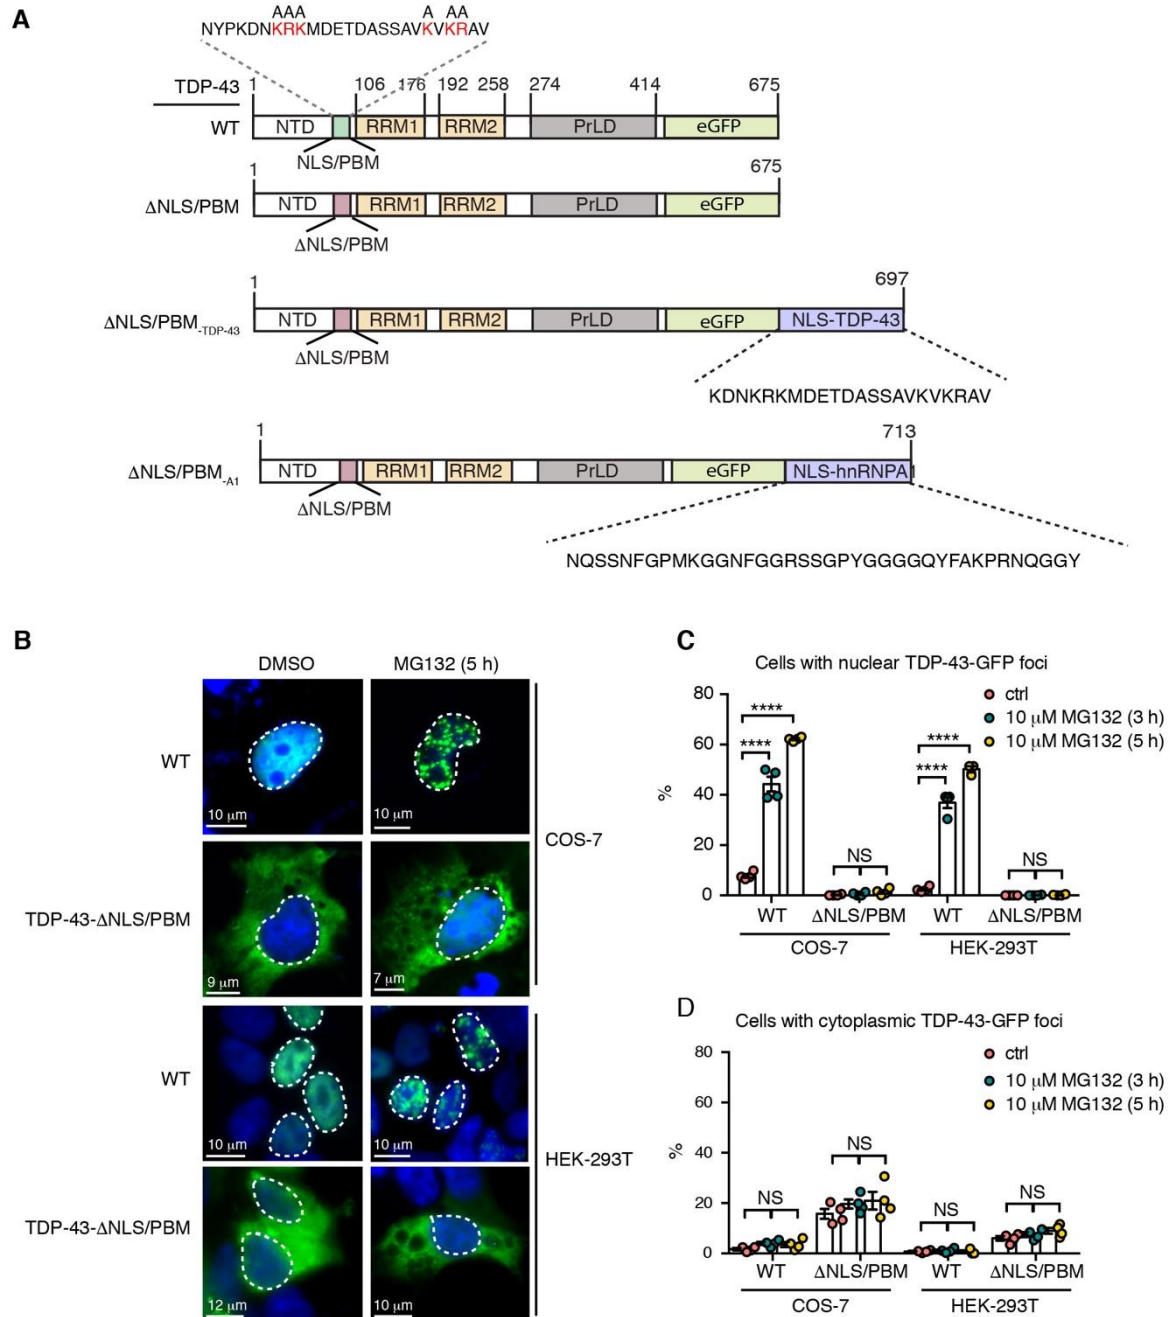 A
AAA A AA
NYPKDNKRKMDETDASSAVKVKRAV
TDP-43 1 106 176 192 258 274 414 675
WT NTD RRM1 RRM2 PrLD eGFP
NLS/PBM
1 675
ΔNLS/PBM NTD RRM1 RRM2 PrLD eGFP
ΔNLS/PBM
1 697
ΔNLS/PBM-TDP-43 NTD RRM1 RRM2 PrLD eGFP NLS-TDP-43
ΔNLS/PBM
KDNKRKMDETDASSAVKVKRAV
1 713
ΔNLS/PBM-A1 NTD RRM1 RRM2 PrLD eGFP NLS-hnRNPA1
ΔNLS/PBM
NQSSNFGPMKGGNFGGRSSGPYGGGGQYFAKPRNQGGY
B
DMSO MG132 (5 h)
WT
10 μm 10 μm
COS-7
TDP-43-ΔNLS/PBM
9 μm 7 μm
WT
10 μm 10 μm
HEK-293T
TDP-43-ΔNLS/PBM
12 μm 10 μm
C
Cells with nuclear TDP-43-GFP foci
ctrl
10 μM MG132 (3 h)
10 μM MG132 (5 h)
%
80
60
40
20
0
**** **** **** ****
NS NS
WT ΔNLS/PBM WT ΔNLS/PBM
COS-7 HEK-293T
D
Cells with cytoplasmic TDP-43-GFP foci
ctrl
10 μM MG132 (3 h)
10 μM MG132 (5 h)
%
80
60
40
20
0
NS NS NS NS
WT ΔNLS/PBM WT ΔNLS/PBM
COS-7 HEK-293T